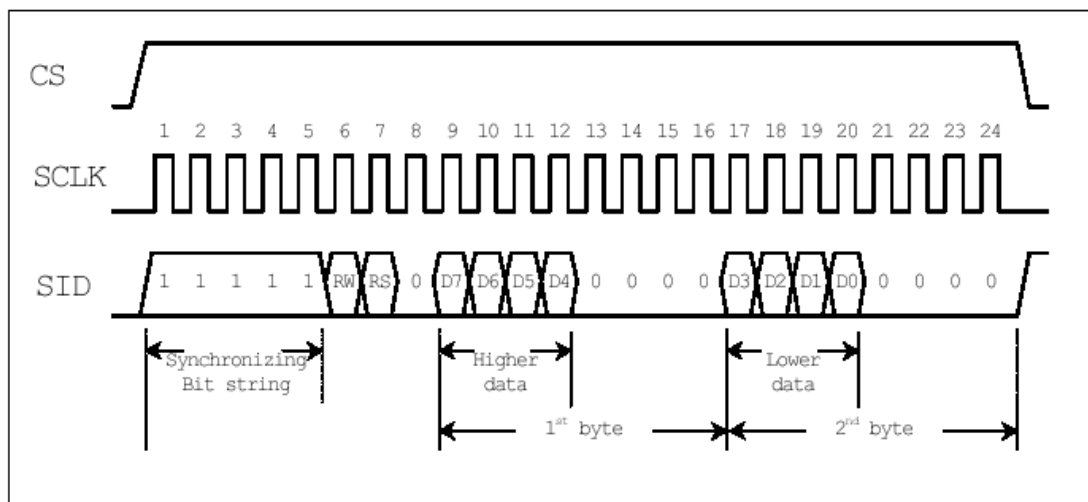 CS
1 2 3 4 5 6 7 8 9 10 11 12 13 14 15 16 17 18 19 20 21 22 23 24
SCLK
SID
1 1 1 1 1 RW RS 0 D7 D6 D5 D4 0 0 0 0 D3 D2 D1 D0 0 0 0 0
Synchronizing
Bit string
Higher
data
Lower
data
1st byte
2nd byte